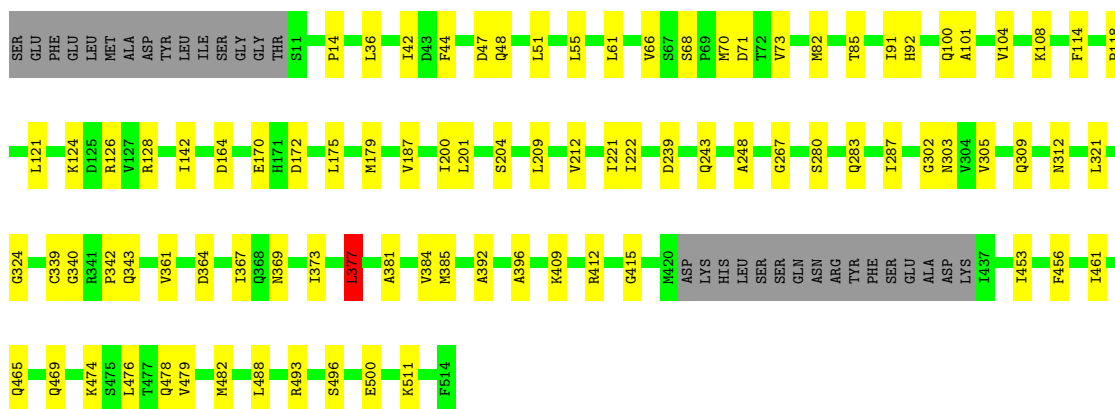 SER GLU PHE GLU LEU MET ALA ASP TYR LEU ILE SER GLY GLY THR S11 P14 L36 I42 D43 F44 D47 Q48 L51 L55 L61 V66 S67 S68 P69 M70 D71 T72 V73 M82 T85 I91 H92 Q100 A101 V104 K108 F114
L121 K124 D125 R126 V127 R128 I142 D164 E170 H171 D172 L175 M179 V187 I200 L201 S204 L209 V212 I221 I222 D239 Q243 A248 G267 S280 Q283 I287 G302 N303 V304 V305 Q309 N312 L321
G324 C339 G340 R341 P342 Q343 V361 D364 I367 Q368 N369 I373 L377 A381 V384 M385 A392 A396 K409 R412 G415 M420 ASP LYS HIS LEU SER SER GLN ASN ARG TYR PHE SER GLU ALA ASP LYS I437 I453 F456 I461
Q465 Q469 K474 S475 L476 T477 Q478 V479 M482 L488 R493 S496 E500 K511 F514